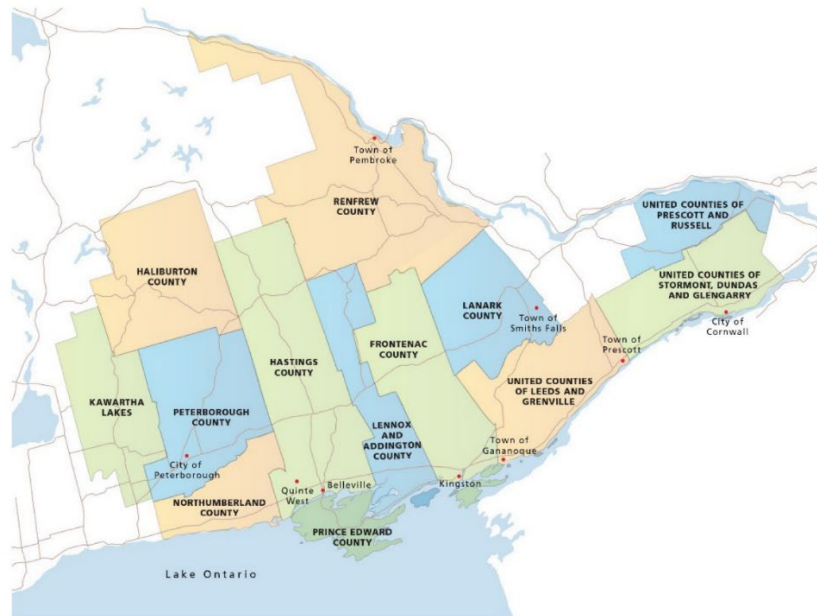 Town of
Pembroke
RENFREW
COUNTY
UNITED COUNTIES OF
PRESCOTT AND
RUSSELL
HALIBURTON
COUNTY
UNITED COUNTIES OF
STORMONT, DUNDAS
AND GLENGARRY
LANARK
COUNTY
Town of
Smiths Falls
City of
Cornwall
Town of
Prescott
FRONTENAC
COUNTY
HASTINGS
COUNTY
UNITED COUNTIES
OF LEEDS AND
GRENVILLE
KAWARTHA
LAKES
PETERBOROUGH
COUNTY
LENNOX
AND
ADDINGTON
COUNTY
Town of
Gananoque
City of
Peterborough
Quinte
West
Belleville
Kingston
NORTHUMBERLAND
COUNTY
PRINCE EDWARD
COUNTY
Lake Ontario